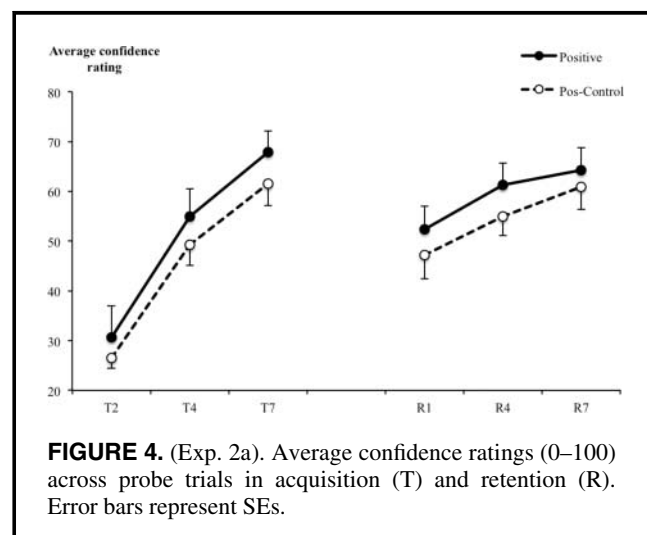 Average confidence
rating
Positive
Pos-Control
80
70
60
50
40
30
20
T2
T4
T7
R1
R4
R7
FIGURE 4. (Exp. 2a). Average confidence ratings (0–100)
across probe trials in acquisition (T) and retention (R).
Error bars represent SEs.